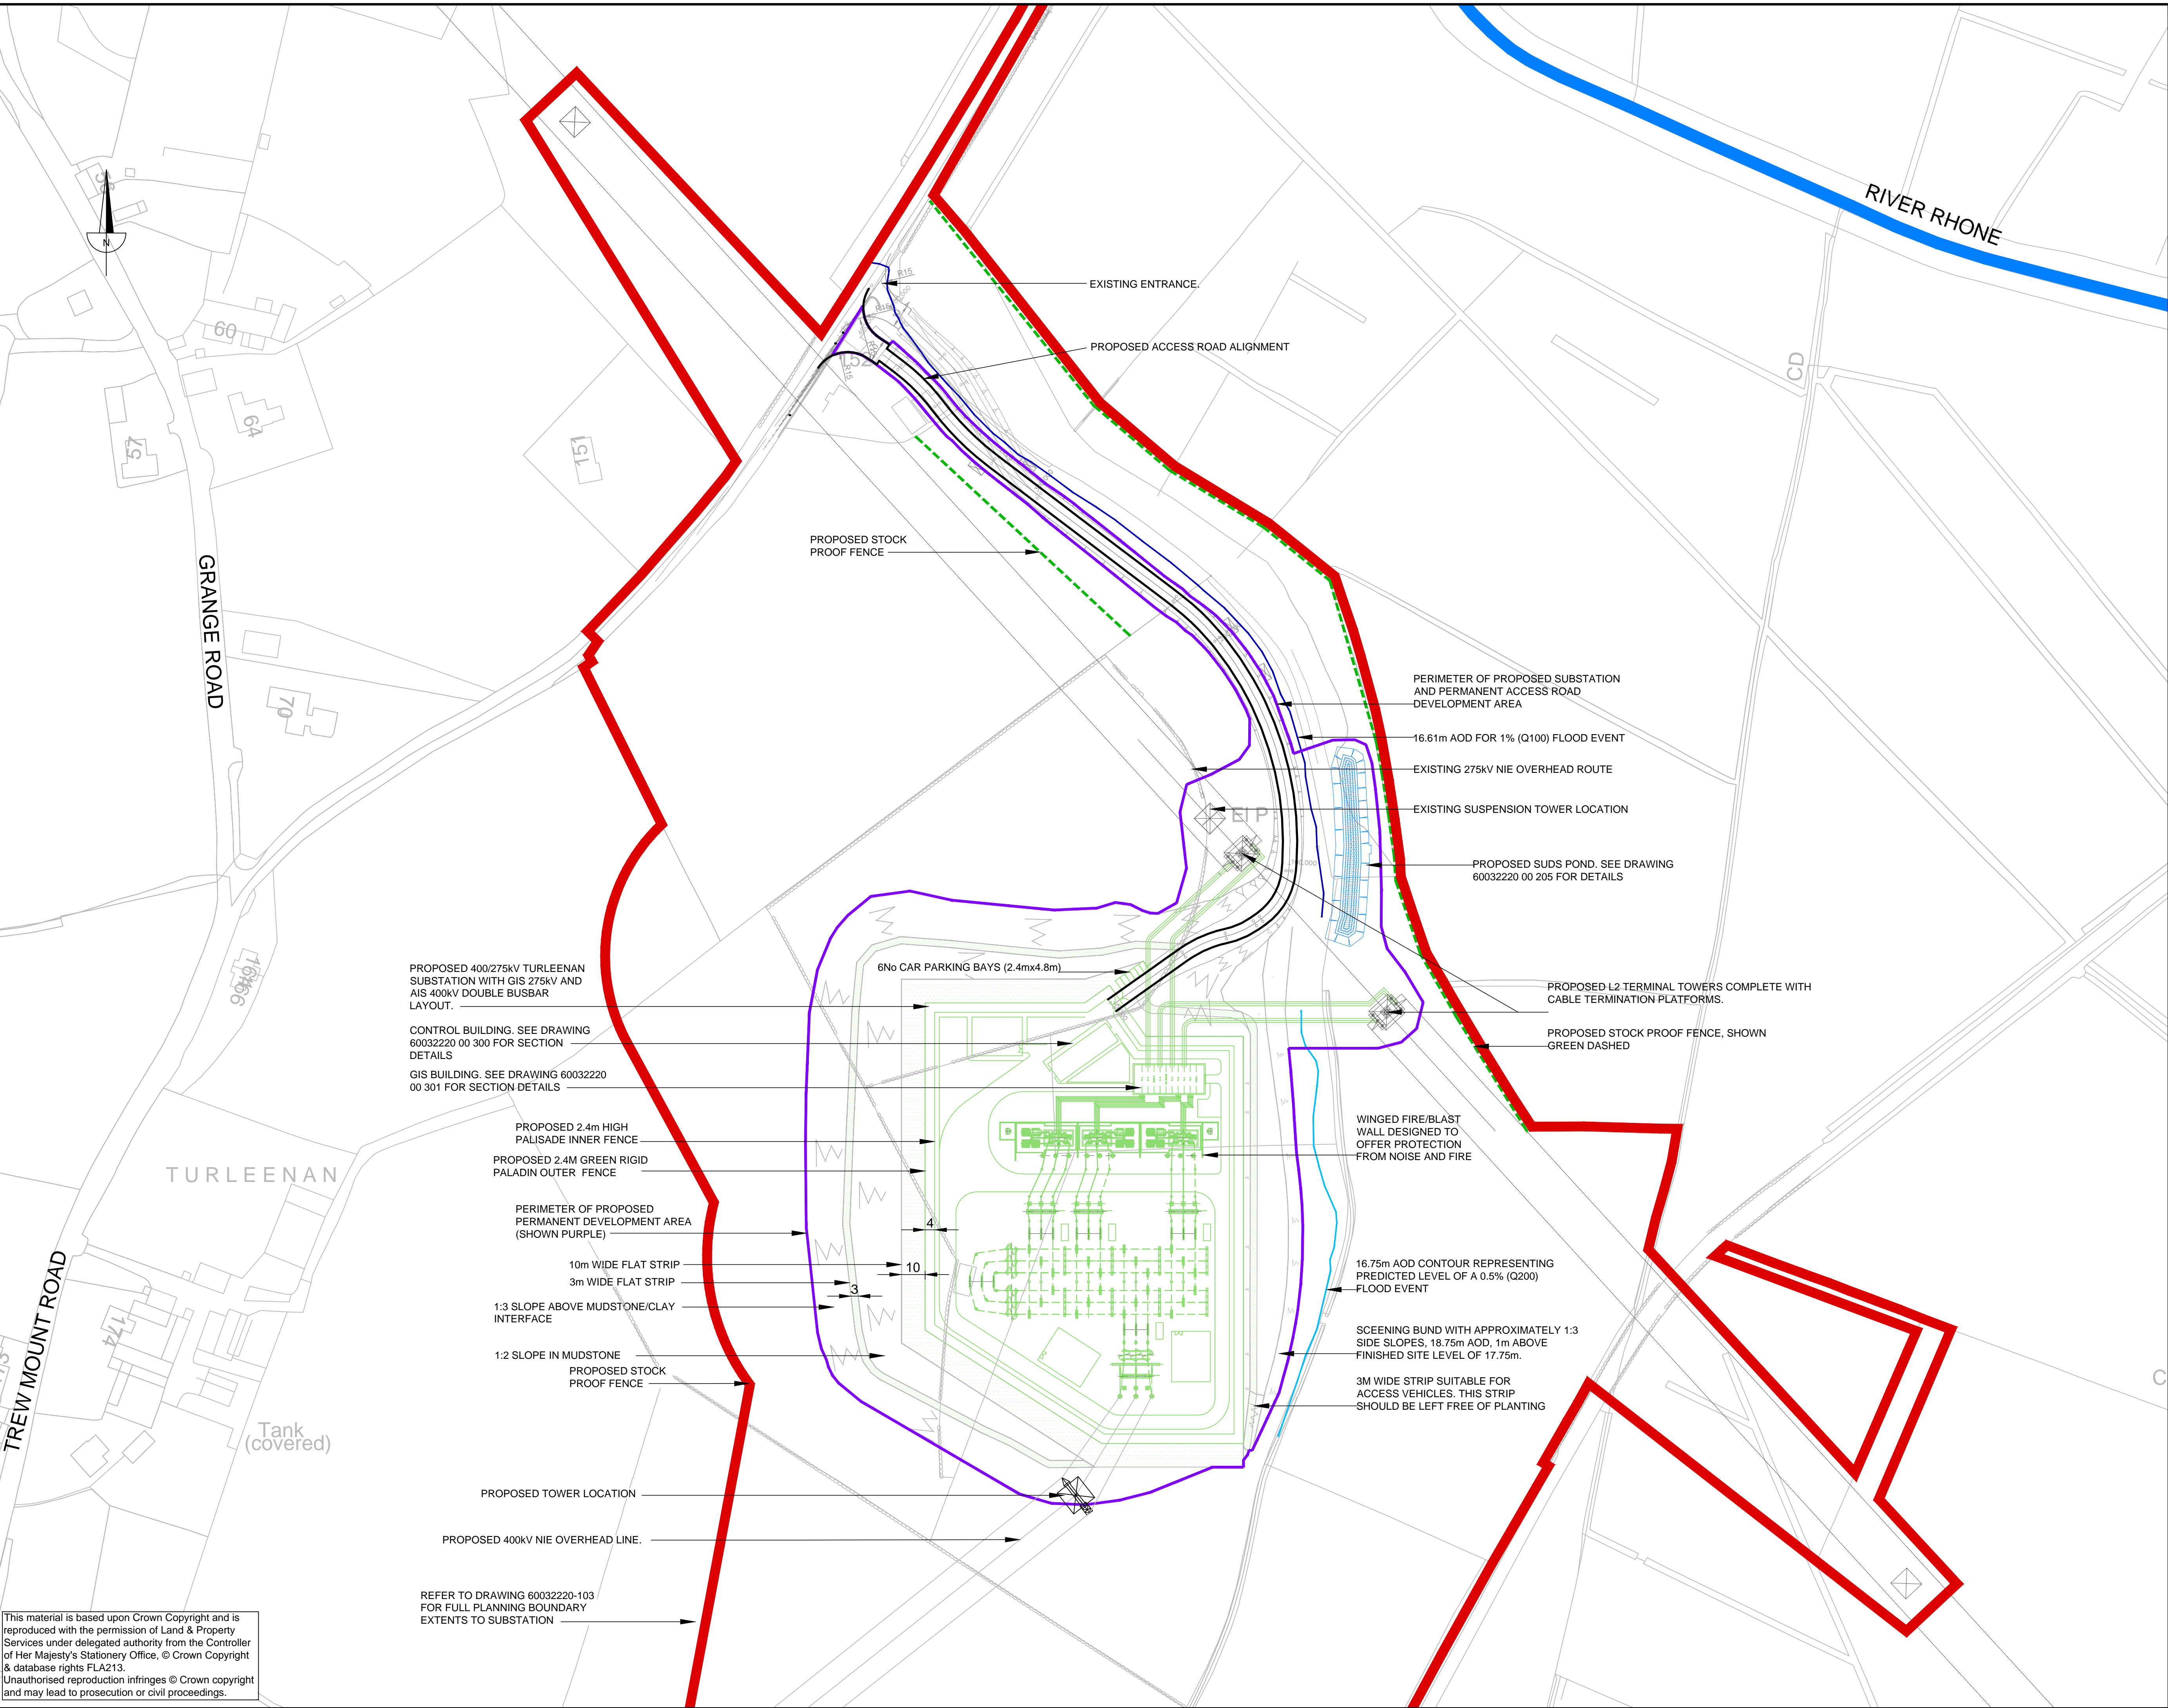 RIVER RHONE
N
59
60
57
64
151
152
R15
R15
R15
EXISTING ENTRANCE.
PROPOSED ACCESS ROAD ALIGNMENT
CD
GRANGE ROAD
70
PROPOSED STOCK
PROOF FENCE
PERIMETER OF PROPOSED SUBSTATION
AND PERMANENT ACCESS ROAD
DEVELOPMENT AREA
16.61m AOD FOR 1% (Q100) FLOOD EVENT
EXISTING 275kV NIE OVERHEAD ROUTE
EXISTING SUSPENSION TOWER LOCATION
El P
PROPOSED SUDS POND. SEE DRAWING
60032220 00 205 FOR DETAILS
PROPOSED L2 TERMINAL TOWERS COMPLETE WITH
CABLE TERMINATION PLATFORMS.
PROPOSED STOCK PROOF FENCE, SHOWN
GREEN DASHED
6No CAR PARKING BAYS (2.4mx4.8m)
PROPOSED 400/275kV TURLEENAN
SUBSTATION WITH GIS 275kV AND
AIS 400kV DOUBLE BUSBAR
LAYOUT.
CONTROL BUILDING. SEE DRAWING
60032220 00 300 FOR SECTION
DETAILS
GIS BUILDING. SEE DRAWING 60032220
00 301 FOR SECTION DETAILS
PROPOSED 2.4m HIGH
PALISADE INNER FENCE
PROPOSED 2.4M GREEN RIGID
PALADIN OUTER FENCE
PERIMETER OF PROPOSED
PERMANENT DEVELOPMENT AREA
(SHOWN PURPLE)
10m WIDE FLAT STRIP
3m WIDE FLAT STRIP
1:3 SLOPE ABOVE MUDSTONE/CLAY
INTERFACE
1:2 SLOPE IN MUDSTONE
PROPOSED STOCK
PROOF FENCE
4
10
3
WINGED FIRE/BLAST
WALL DESIGNED TO
OFFER PROTECTION
FROM NOISE AND FIRE
16.75m AOD CONTOUR REPRESENTING
PREDICTED LEVEL OF A 0.5% (Q200)
FLOOD EVENT
SCEENING BUND WITH APPROXIMATELY 1:3
SIDE SLOPES, 18.75m AOD, 1m ABOVE
FINISHED SITE LEVEL OF 17.75m.
3M WIDE STRIP SUITABLE FOR
ACCESS VEHICLES. THIS STRIP
SHOULD BE LEFT FREE OF PLANTING
TURLEENAN
166
174
TREW MOUNT ROAD
Tank
(covered)
PROPOSED TOWER LOCATION
PROPOSED 400kV NIE OVERHEAD LINE.
REFER TO DRAWING 60032220-103
FOR FULL PLANNING BOUNDARY
EXTENTS TO SUBSTATION
This material is based upon Crown Copyright and is
reproduced with the permission of Land & Property
Services under delegated authority from the Controller
of Her Majesty's Stationery Office, © Crown Copyright
& database rights FLA213.
Unauthorised reproduction infringes © Crown copyright
and may lead to prosecution or civil proceedings.